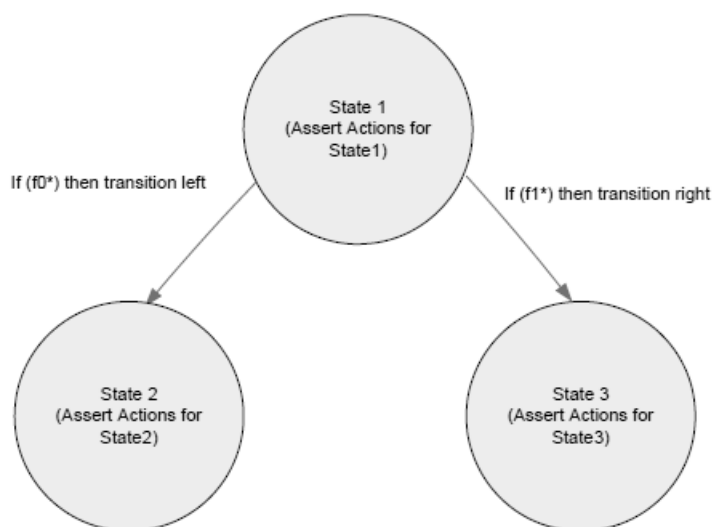 State 1
(Assert Actions for
State1)
If (f0*) then transition left
If (f1*) then transition right
State 2
(Assert Actions for
State2)
State 3
(Assert Actions for
State3)